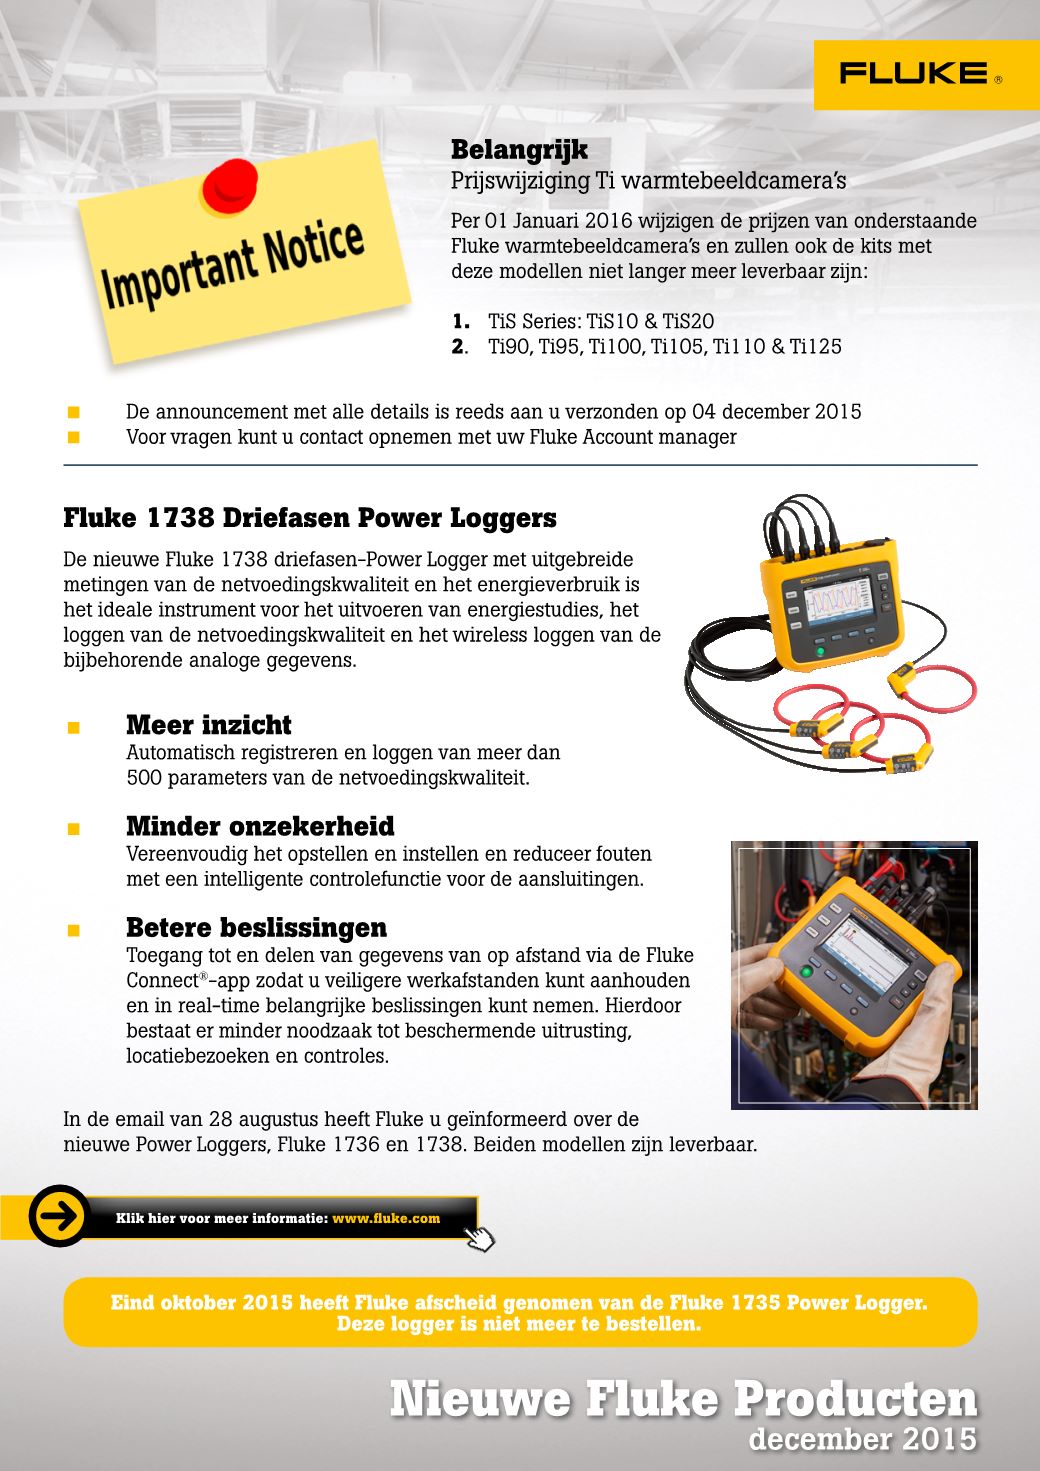 FLUKE®
Important Notice
Belangrijk
Prijswijziging Ti warmtebeeldcamera's
Per 01 Januari 2016 wijzigen de prijzen van onderstaande
Fluke warmtebeeldcamera's en zullen ook de kits met
deze modellen niet langer meer leverbaar zijn:
1. TiS Series: TiS10 & TiS20
2. Ti90, Ti95, Ti100, Ti105, Ti110 & Ti125
De announcement met alle details is reeds aan u verzonden op 04 december 2015
Voor vragen kunt u contact opnemen met uw Fluke Account manager
Fluke 1738 Driefasen Power Loggers
De nieuwe Fluke 1738 driefasen-Power Logger met uitgebreide
metingen van de netvoedingskwaliteit en het energieverbruik is
het ideale instrument voor het uitvoeren van energiestudies, het
loggen van de netvoedingskwaliteit en het wireless loggen van de
bijbehorende analoge gegevens.
Meer inzicht
Automatisch registreren en loggen van meer dan
500 parameters van de netvoedingskwaliteit.
Minder onzekerheid
Vereenvoudig het opstellen en instellen en reduceer fouten
met een intelligente controlefunctie voor de aansluitingen.
Betere beslissingen
Toegang tot en delen van gegevens van op afstand via de Fluke
Connect®-app zodat u veiligere werkafstanden kunt aanhouden
en in real-time belangrijke beslissingen kunt nemen. Hierdoor
bestaat er minder noodzaak tot beschermende uitrusting,
locatiebezoeken en controles.
In de email van 28 augustus heeft Fluke u geïnformeerd over de
nieuwe Power Loggers, Fluke 1736 en 1738. Beiden modellen zijn leverbaar.
Klik hier voor meer informatie: www.fluke.com
Eind oktober 2015 heeft Fluke afscheid genomen van de Fluke 1735 Power Logger.
Deze logger is niet meer te bestellen.
Nieuwe Fluke Producten
december 2015